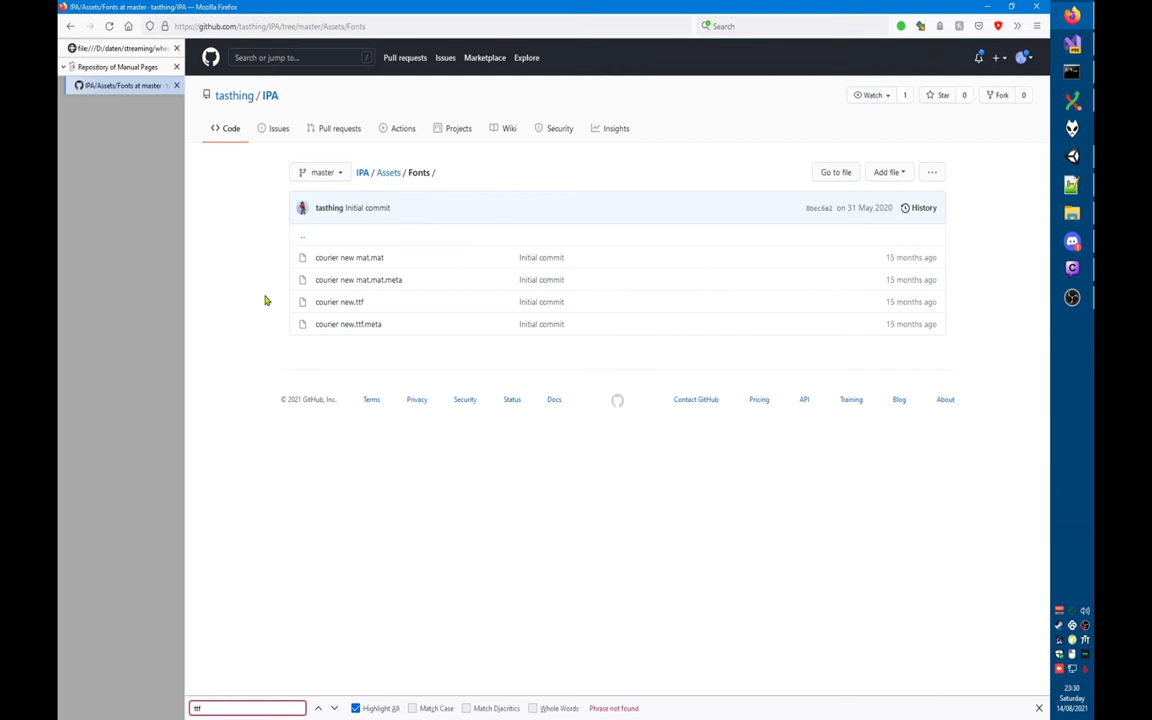 IPA/Assets/Fonts at master · tasthing/IPA — Mozilla Firefox
https://github.com/tasthing/IPA/tree/master/Assets/Fonts
Search
file:///D:/daten/streaming/whe
Repository of Manual Pages
IPA/Assets/Fonts at master · t
Search or jump to...
/
Pull requests
Issues
Marketplace
Explore
tasthing / IPA
Watch
1
Star
0
Fork
0
Code
Issues
Pull requests
Actions
Projects
Wiki
Security
Insights
master
IPA / Assets / Fonts /
Go to file
Add file
...
tasthing Initial commit
8bec6a2 on 31 May 2020
History
..
courier new mat.mat Initial commit 15 months ago
courier new mat.mat.meta Initial commit 15 months ago
courier new.ttf Initial commit 15 months ago
courier new.ttf.meta Initial commit 15 months ago
© 2021 GitHub, Inc.
Terms
Privacy
Security
Status
Docs
Contact GitHub
Pricing
API
Training
Blog
About
ttf
Highlight All
Match Case
Match Diacritics
Whole Words
Phrase not found
23:30
Saturday
14/08/2021